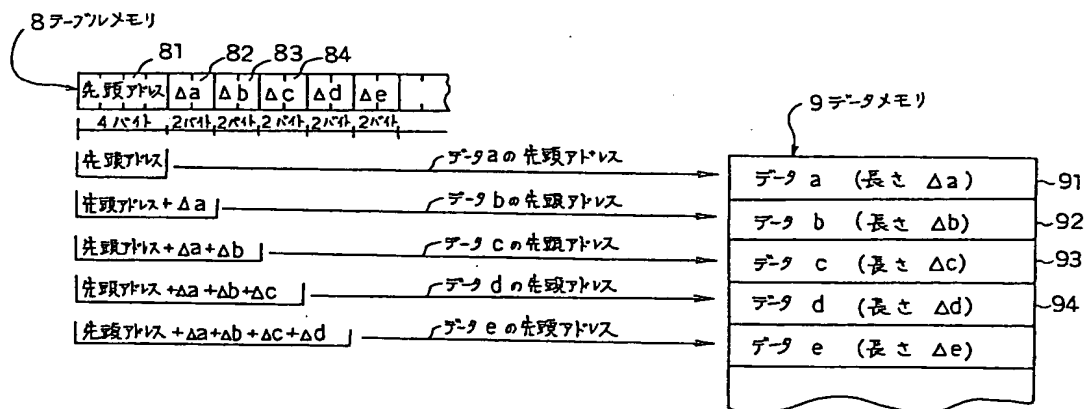 8 テーブルメモリ
81 82 83 84
先頭アドレス Δa Δb Δc Δd Δe
4バイト 2バイト 2バイト 2バイト 2バイト 2バイト
9 データメモリ
先頭アドレス データaの先頭アドレス
データ a (長さ Δa) 91
先頭アドレス+Δa データbの先頭アドレス
データ b (長さ Δb) 92
先頭アドレス+Δa+Δb データcの先頭アドレス
データ c (長さ Δc) 93
先頭アドレス+Δa+Δb+Δc データdの先頭アドレス
データ d (長さ Δd) 94
先頭アドレス+Δa+Δb+Δc+Δd データeの先頭アドレス
データ e (長さ Δe)